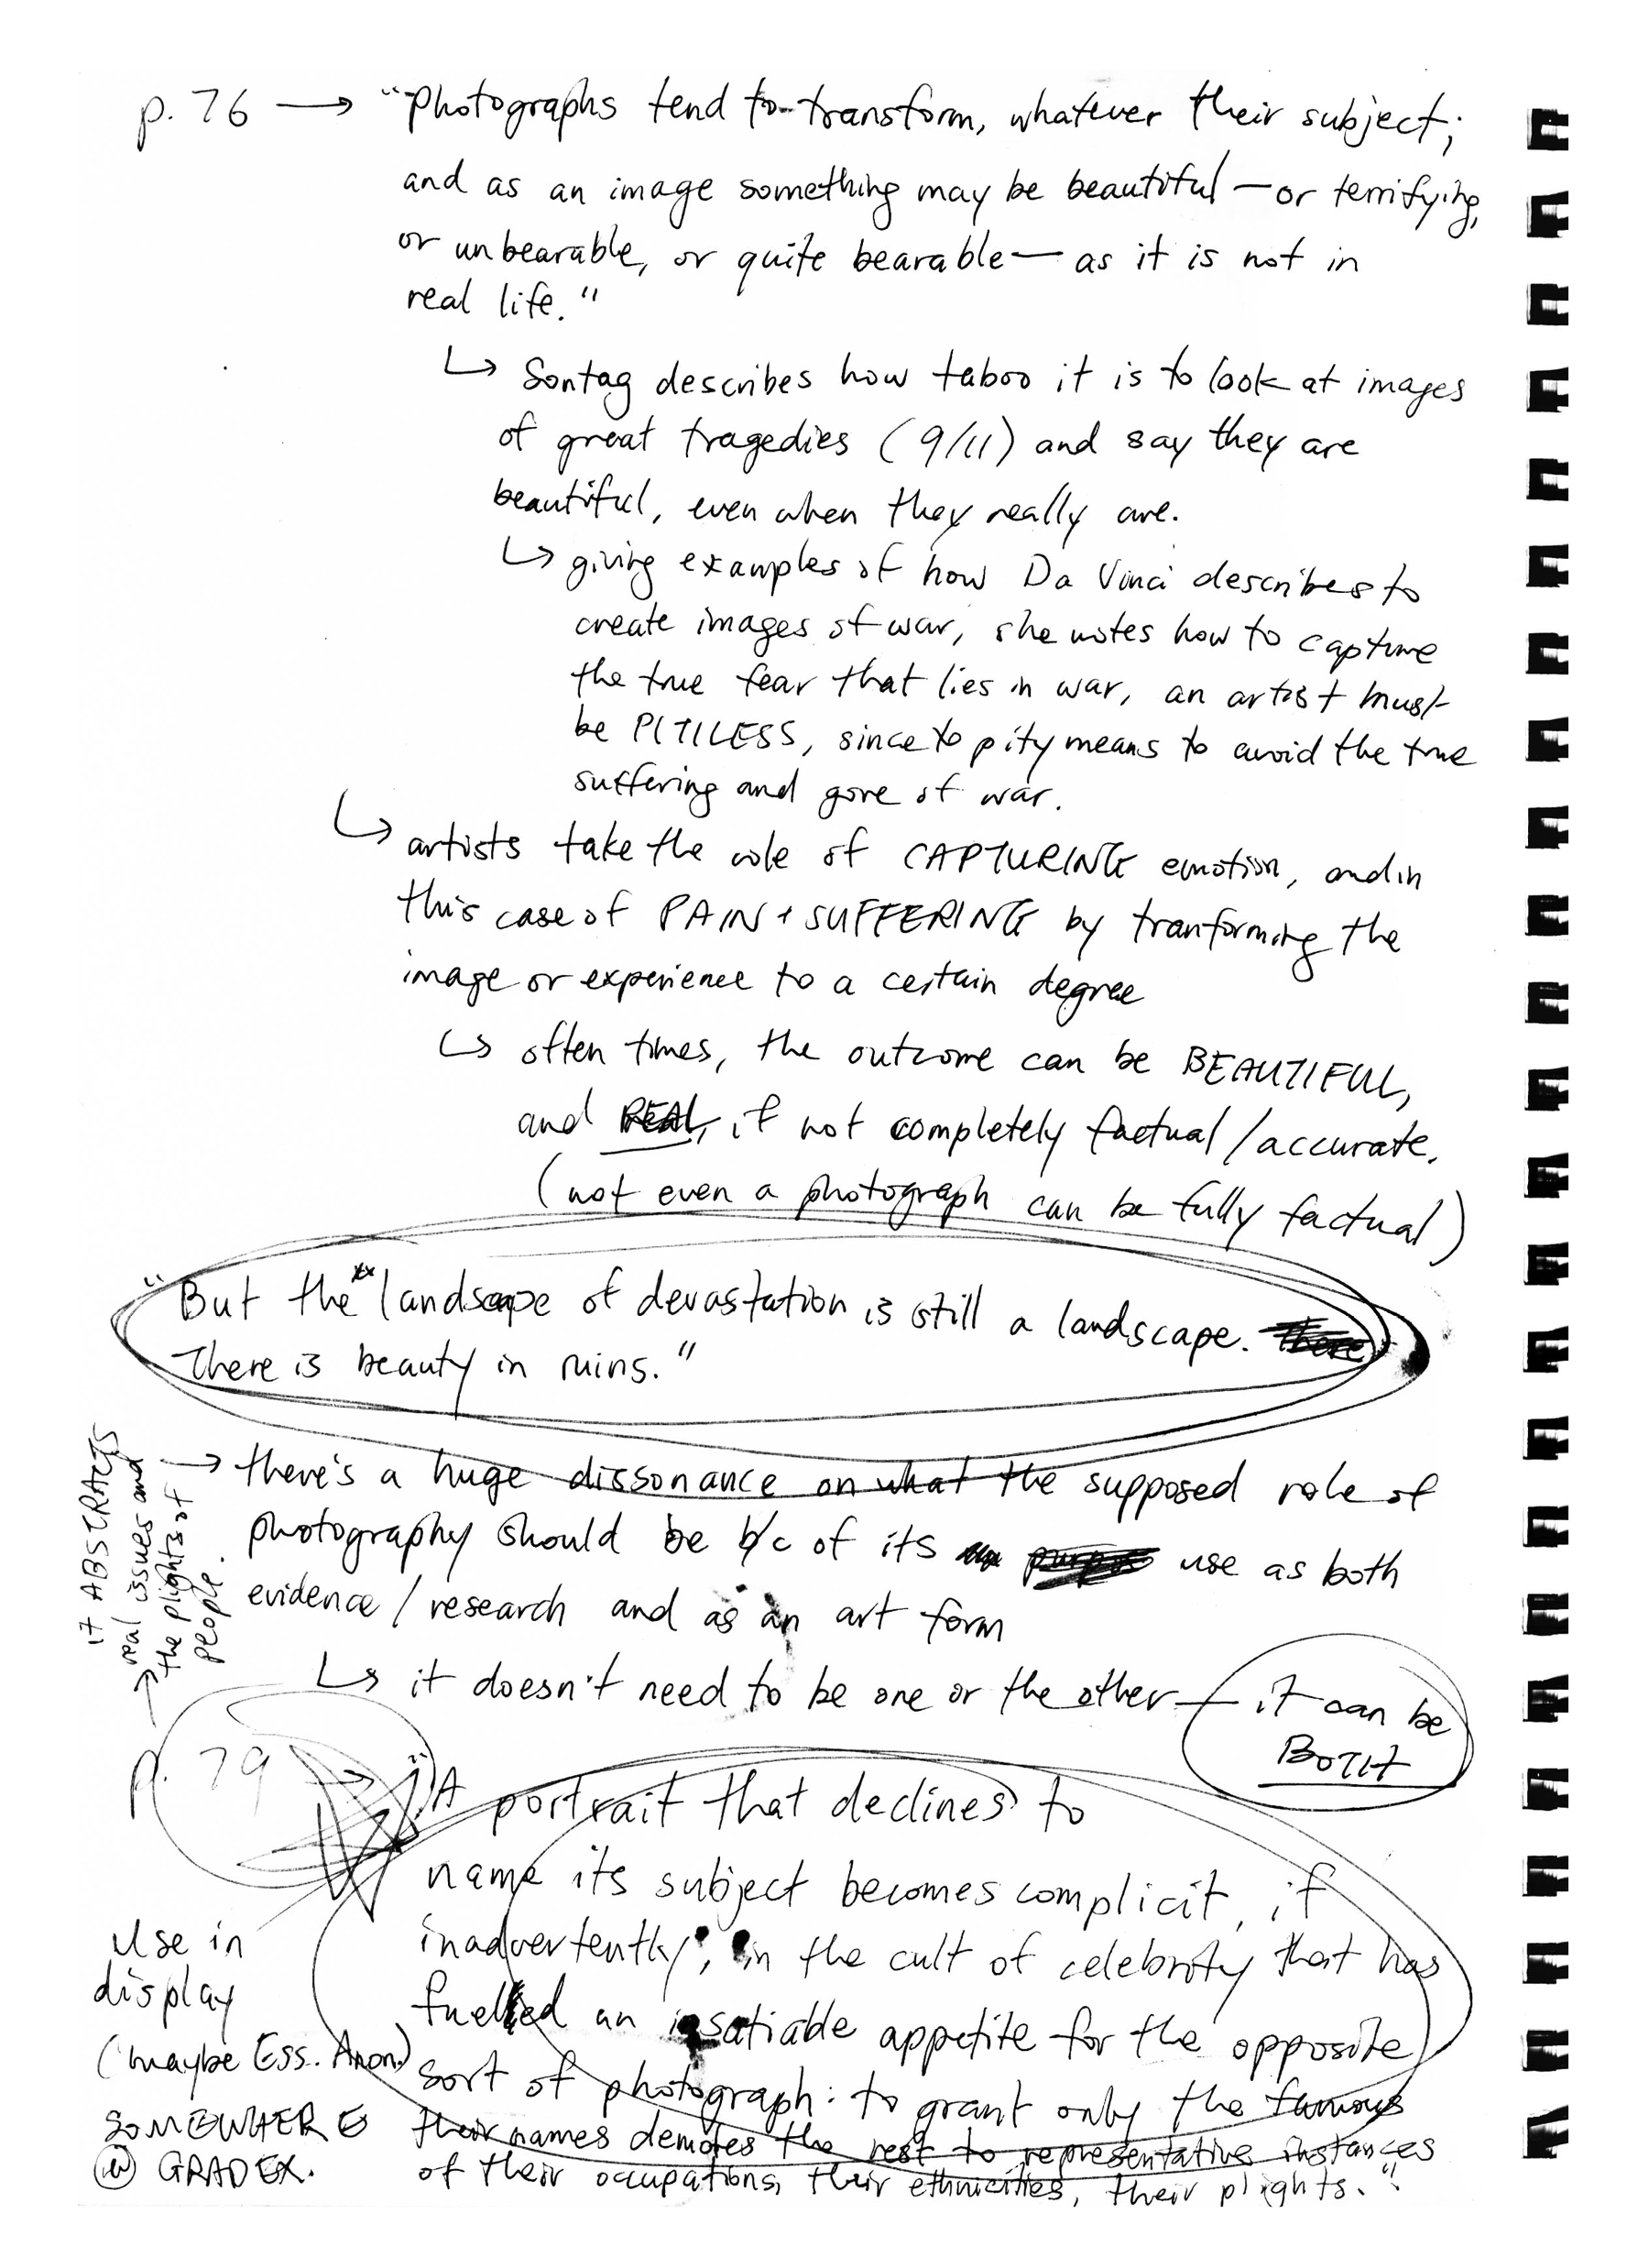 p. 76 → "Photographs tend to transform, whatever their subject;
and as an image something may be beautiful — or terrifying,
or unbearable, or quite bearable — as it is not in
real life."
↳ Sontag describes how taboo it is to look at images
of great tragedies (9/11) and say they are
beautiful, even when they really are.
↳ giving examples of how Da Vinci describes to
create images of war, she notes how to capture
the true fear that lies in war, an artist must
be PITILESS, since to pity means to avoid the true
suffering and gore of war.
↳ artists take the role of CAPTURING emotion, and in
this case of PAIN + SUFFERING by tranforming the
image or experience to a certain degree
↳ often times, the outcome can be BEAUTIFUL,
and REAL, if not completely factual/accurate.
(not even a photograph can be fully factual)
"But the landscape of devastation is still a landscape. There
There is beauty in ruins."
→ there's a huge dissonance on what the supposed role of
photography should be b/c of its purpose use as both
evidence/research and as an art form
↳ it doesn't need to be one or the other — it can be
BOTH
it ABSTRACTS
real issues and
the plights of
people.
p. 79 → "A portrait that declines to
name its subject becomes complicit, if
inadvertently, in the cult of celebrity that has
fuelled an insatiable appetite for the opposite
sort of photograph: to grant only the famous
their names demotes the rest to representative instances
of their occupations, their ethnicities, their plights."
Use in
display
(maybe Ess. Anon.)
SOMEWHERE
@ GRADEX.